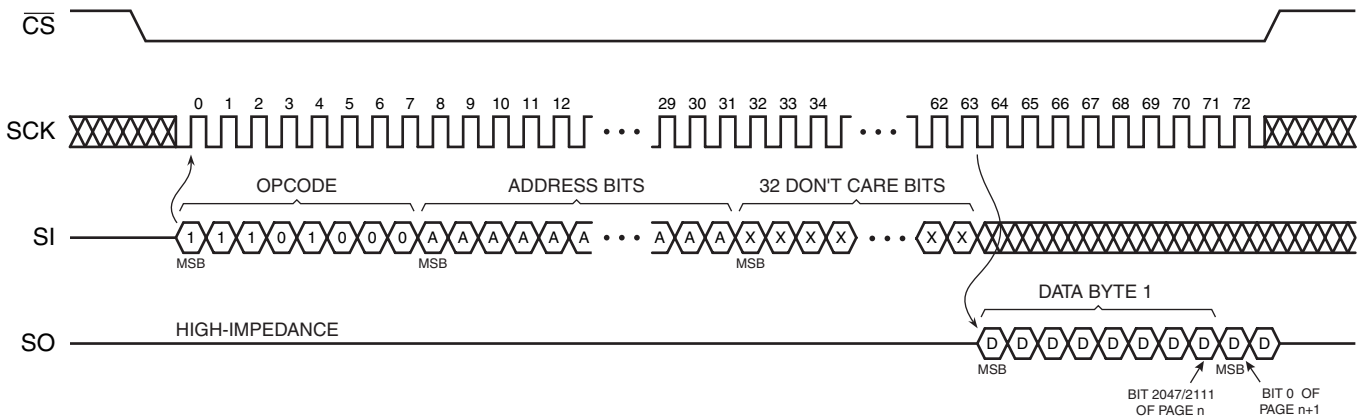 CS
0 1 2 3 4 5 6 7 8 9 10 11 12 29 30 31 32 33 34 62 63 64 65 66 67 68 69 70 71 72
SCK
OPCODE ADDRESS BITS 32 DON'T CARE BITS
SI 1 1 1 0 1 0 0 0 A A A A A A A A A X X X X X X
MSB MSB MSB
DATA BYTE 1
HIGH-IMPEDANCE
SO D D D D D D D D D D
MSB MSB
BIT 2047/2111
OF PAGE n
BIT 0 OF
PAGE n+1